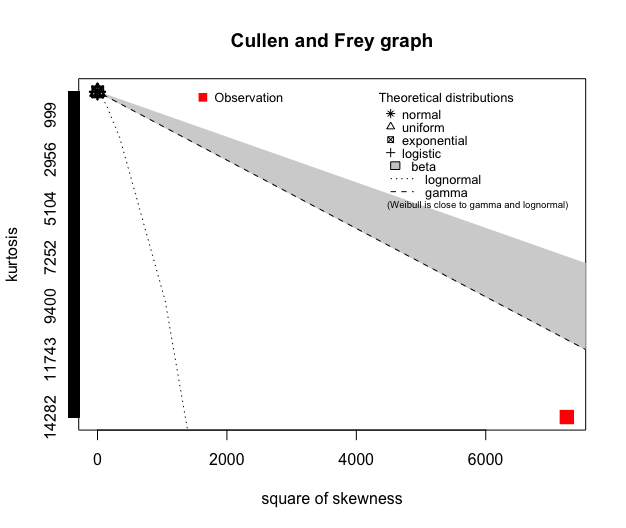 Cullen and Frey graph
Observation
Theoretical distributions
normal
uniform
exponential
logistic
beta
lognormal
gamma
(Weibull is close to gamma and lognormal)
kurtosis
999
2956
5104
7252
9400
11743
14282
0 2000 4000 6000
square of skewness